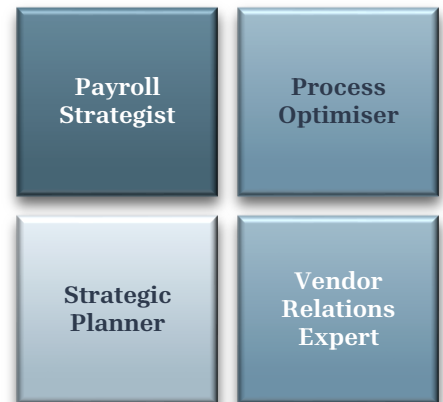 Payroll
Strategist
Process
Optimiser
Strategic
Planner
Vendor
Relations
Expert